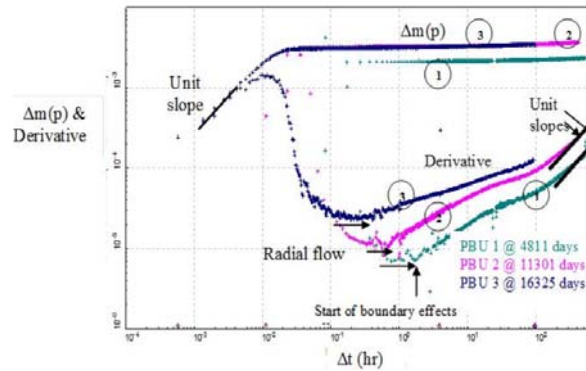 Δm(p)
3
2
1
Unit
slope
Δm(p) &
Derivative
Unit
slopes
Derivative
3
2
1
Radial flow
PBU 1 @ 4811 days
PBU 2 @ 11301 days
PBU 3 @ 16325 days
Start of boundary effects
Δt (hr)